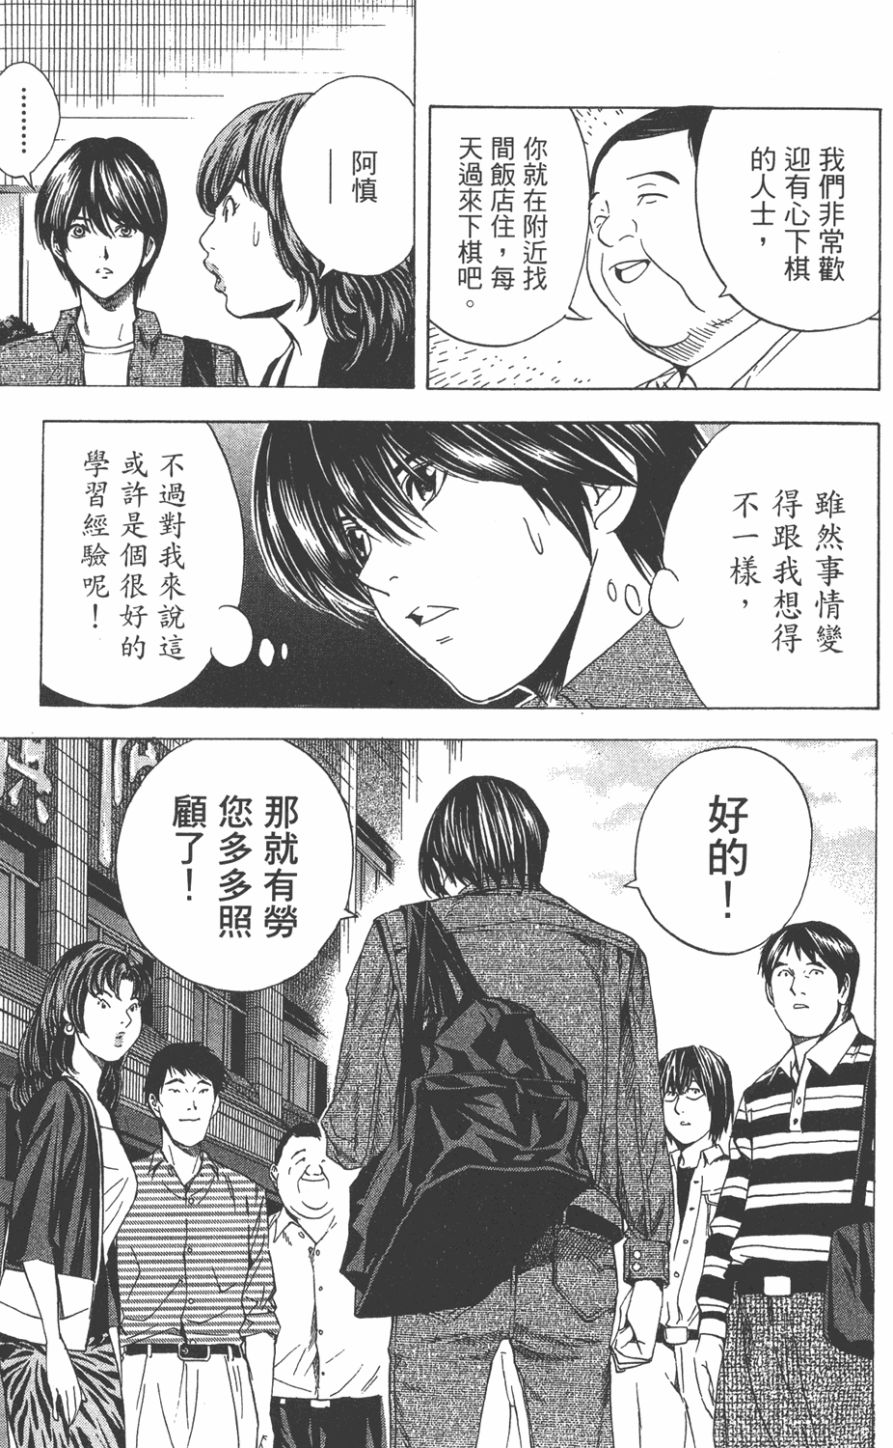 我們非常歡
迎有心下棋
的人士，
你就在附近找
間飯店住，每
天過來下棋吧。
阿慎
——
………
雖然事情變
得跟我想得
不一樣，
不過對我來說這
或許是個很好的
學習經驗呢！
好的！
那就有勞
您多多照
顧了！